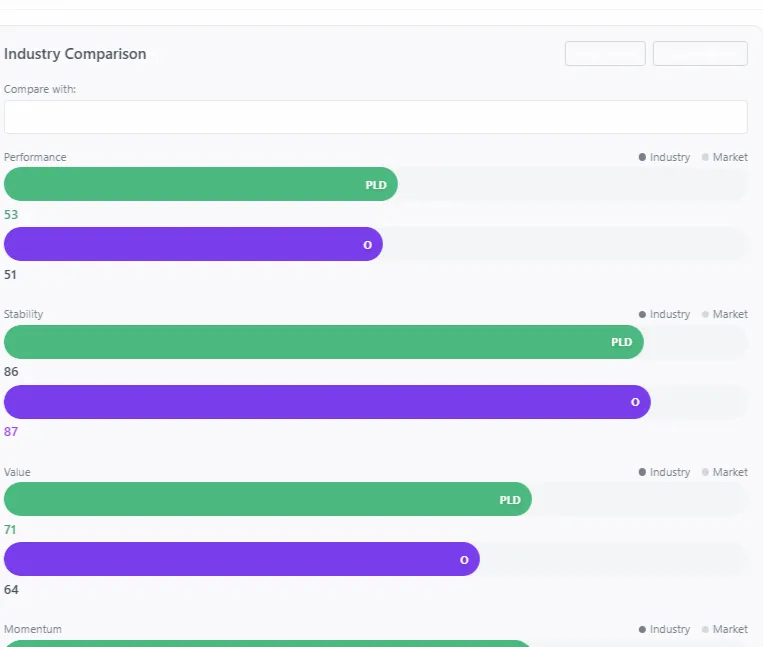 Industry Comparison
Compare with:
Performance Industry Market
PLD
53
O
51
Stability Industry Market
PLD
86
O
87
Value Industry Market
PLD
71
O
64
Momentum Industry Market